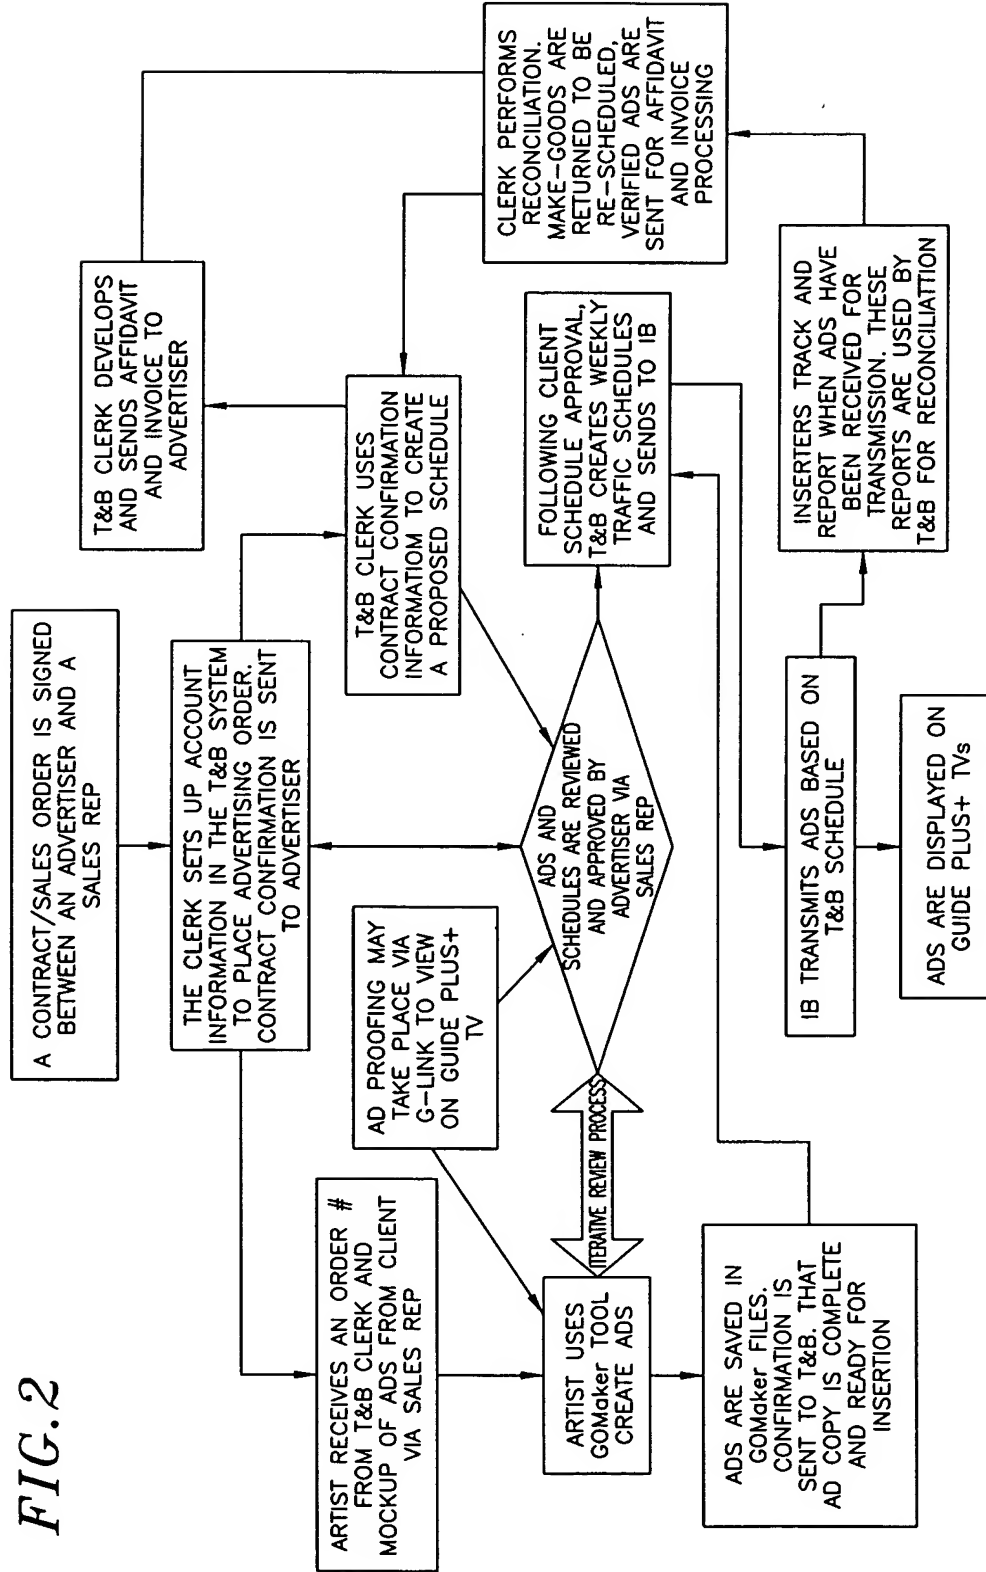 FIG.2
A CONTRACT/SALES ORDER IS SIGNED
BETWEEN AN ADVERTISER AND A
SALES REP
THE CLERK SETS UP ACCOUNT
INFORMATION IN THE T&B SYSTEM
TO PLACE ADVERTISING ORDER.
CONTRACT CONFIRMATION IS SENT
TO ADVERTISER
T&B CLERK DEVELOPS
AND SENDS AFFIDAVIT
AND INVOICE TO
ADVERTISER
ARTIST RECEIVES AN ORDER #
FROM T&B CLERK AND
MOCKUP OF ADS FROM CLIENT
VIA SALES REP
AD PROOFING MAY
TAKE PLACE VIA
G-LINK TO VIEW
ON GUIDE PLUS+
TV
T&B CLERK USES
CONTRACT CONFIRMATION
INFORMATIOM TO CREATE
A PROPOSED SCHEDULE
CLERK PERFORMS
RECONCILIATION.
MAKE-GOODS ARE
RETURNED TO BE
RE-SCHEDULED,
VERIFIED ADS ARE
SENT FOR AFFIDAVIT
AND INVOICE
PROCESSING
ARTIST USES
GOMaker TOOL
CREATE ADS
ITERATIVE REVIEW PROCESS
ADS AND
SCHEDULES ARE REVIEWED
AND APPROVED BY
ADVERTISER VIA
SALES REP
FOLLOWING CLIENT
SCHEDULE APPROVAL,
T&B CREATES WEEKLY
TRAFFIC SCHEDULES
AND SENDS TO IB
ADS ARE SAVED IN
GOMaker FILES.
CONFIRMATION IS
SENT TO T&B. THAT
AD COPY IS COMPLETE
AND READY FOR
INSERTION
IB TRANSMITS ADS BASED ON
T&B SCHEDULE
INSERTERS TRACK AND
REPORT WHEN ADS HAVE
BEEN RECEIVED FOR
TRANSMISSION. THESE
REPORTS ARE USED BY
T&B FOR RECONCILIATTION
ADS ARE DISPLAYED ON
GUIDE PLUS+ TVs